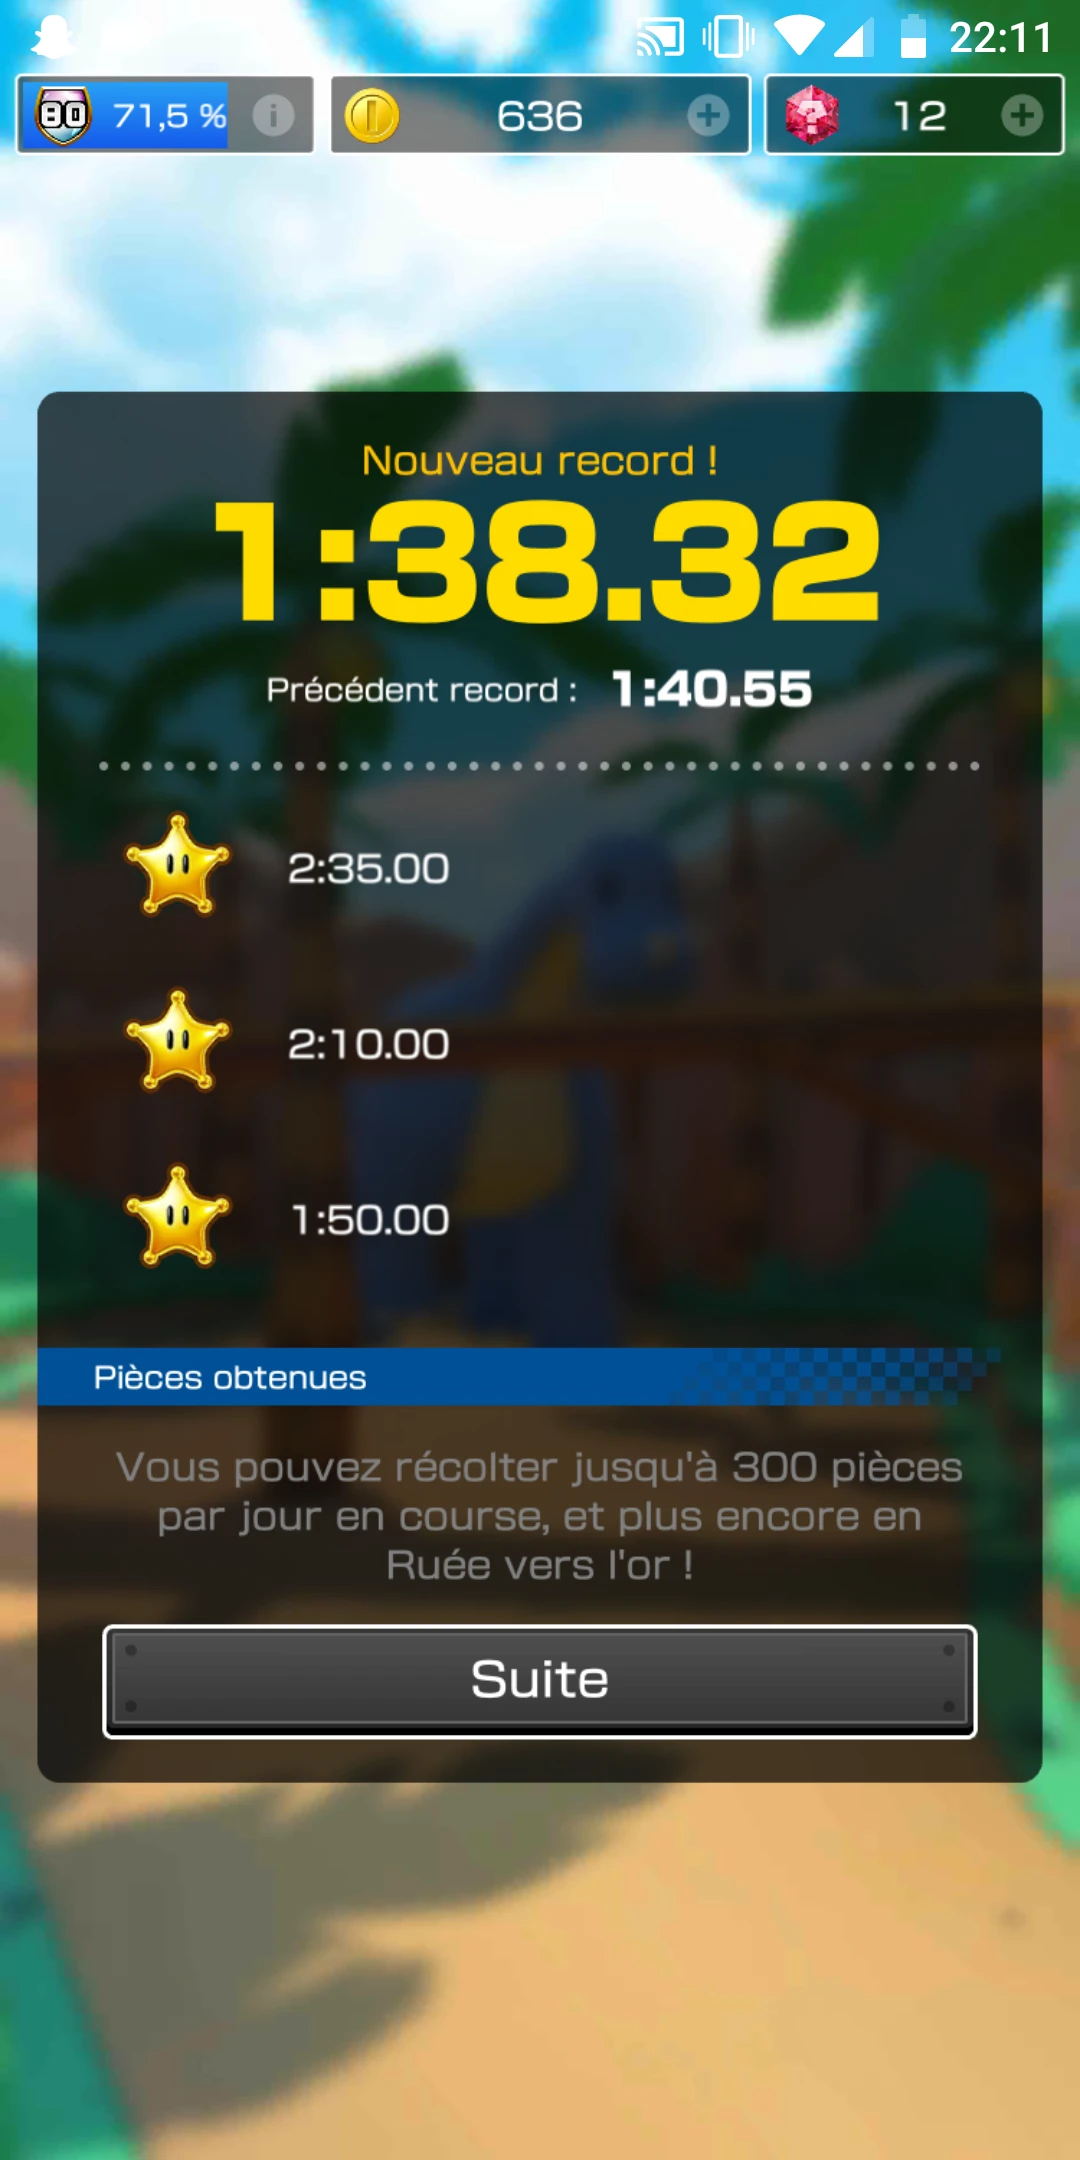 22:11
80 71,5 % i 636 + 12 +
Nouveau record !
1:38.32
Précédent record : 1:40.55
2:35.00
2:10.00
1:50.00
Pièces obtenues
Vous pouvez récolter jusqu'à 300 pièces
par jour en course, et plus encore en
Ruée vers l'or !
Suite